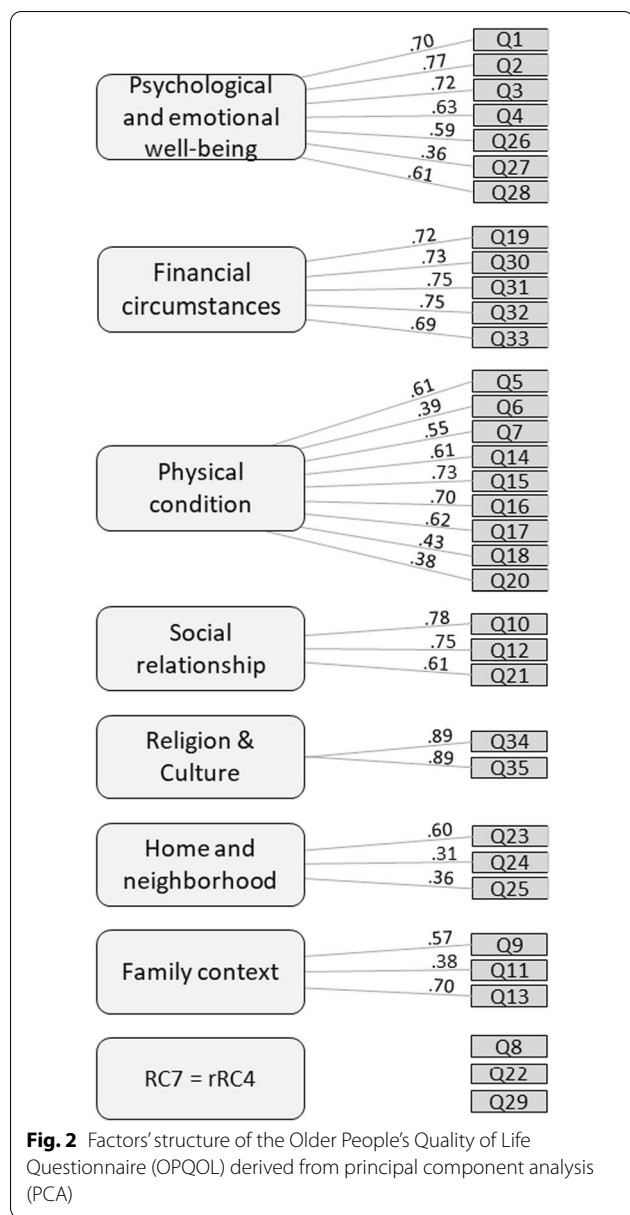 .70 Q1
.77 Q2
Psychological .72 Q3
and emotional .63 Q4
well-being .59 Q26
.36 Q27
.61 Q28
.72 Q19
Financial .73 Q30
circumstances .75 Q31
.75 Q32
.69 Q33
.61 Q5
.39 Q6
.55 Q7
Physical .61 Q14
condition .73 Q15
.70 Q16
.62 Q17
.43 Q18
.38 Q20
Social .78 Q10
relationship .75 Q12
.61 Q21
Religion & .89 Q34
Culture .89 Q35
Home and .60 Q23
neighborhood .31 Q24
.36 Q25
.57 Q9
Family context .38 Q11
.70 Q13
Q8
RC7 = rRC4 Q22
Q29
Fig. 2 Factors’ structure of the Older People’s Quality of Life
Questionnaire (OPQOL) derived from principal component analysis
(PCA)